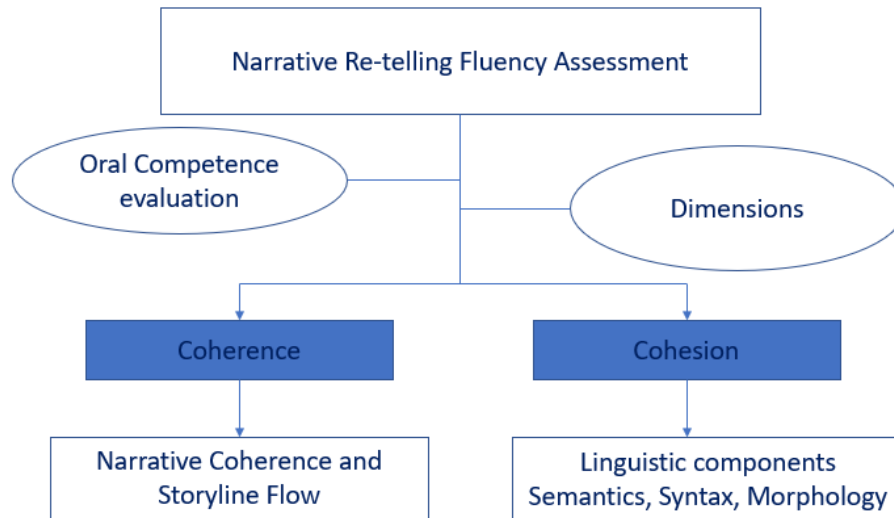 Narrative Re-telling Fluency Assessment
Oral Competence
evaluation
Dimensions
Coherence
Cohesion
Narrative Coherence and
Storyline Flow
Linguistic components
Semantics, Syntax, Morphology